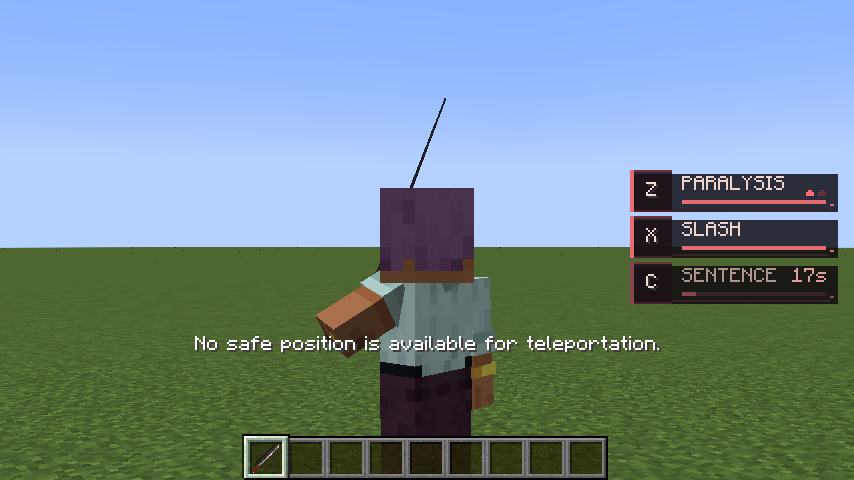 Z PARALYSIS
X SLASH
C SENTENCE 17s
No safe position is available for teleportation.